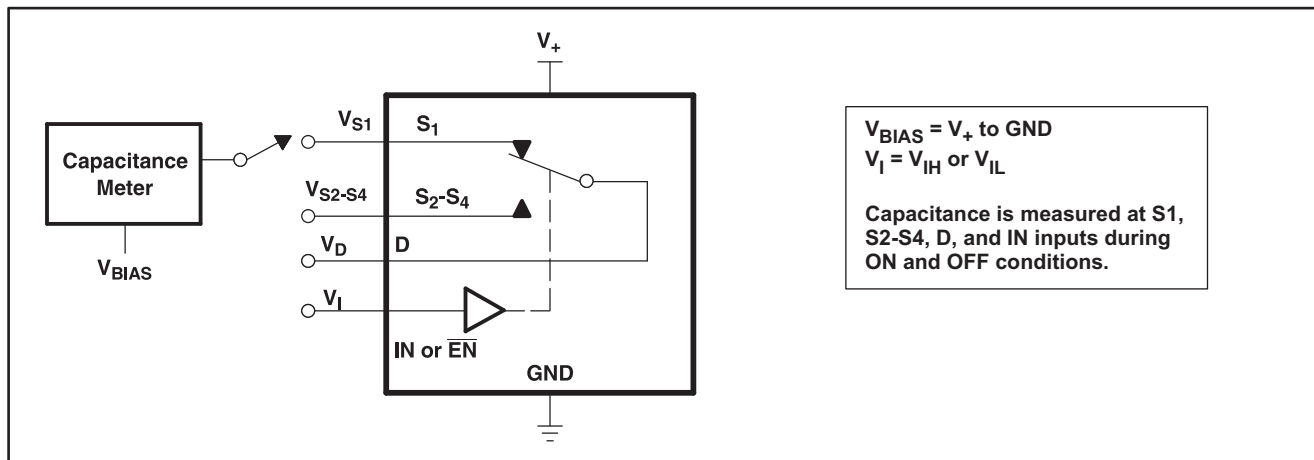 V+
Capacitance
Meter
VBIAS
VS1
S1
VS2-S4
S2-S4
VD
D
VI
IN or E̅N̅
GND
VBIAS = V+ to GND
VI = VIH or VIL
Capacitance is measured at S1,
S2-S4, D, and IN inputs during
ON and OFF conditions.